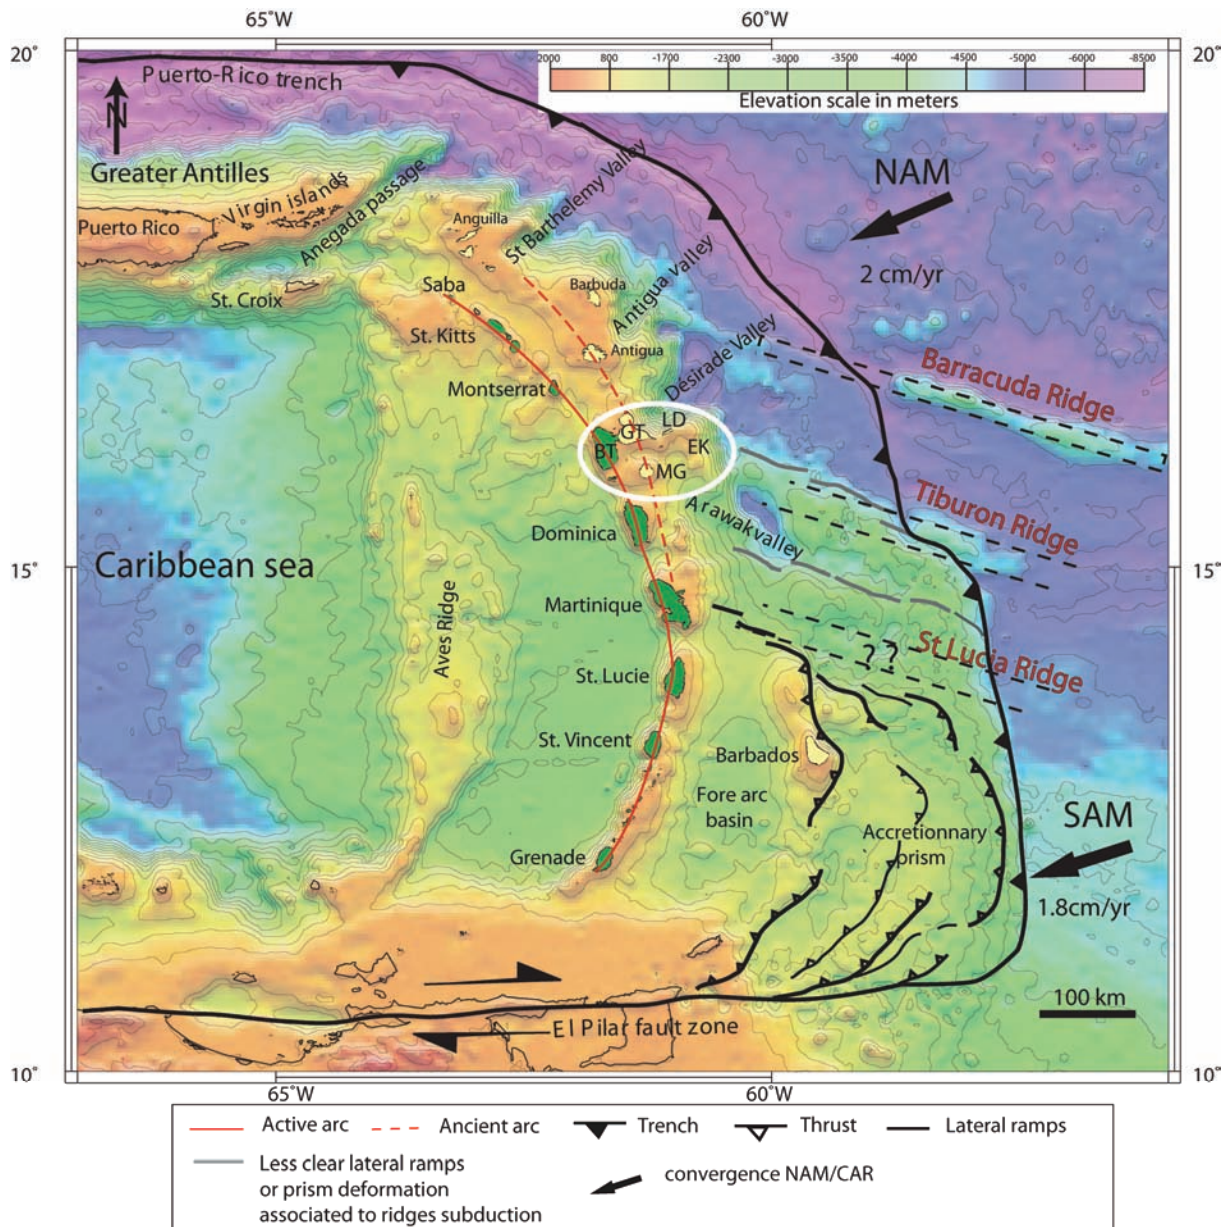 65˚W
60˚W
20˚
20˚
2000 800 -1700 -2300 -3000 -3500 -4000 -4500 -5000 -6000 -8500
Elevation scale in meters
Puerto-Rico trench
N
Greater Antilles
Virgin islands
Anegada passage
Puerto Rico
St. Croix
Anguilla
St Barthelemy Valley
NAM
2 cm/yr
Saba
Barbuda
Antigua valley
St. Kitts
Antigua
Desirade Valley
Montserrat
Barracuda Ridge
LD
GT
BT
EK
MG
Tiburon Ridge
Arawak valley
Dominica
15˚
15˚
Caribbean sea
Martinique
Aves Ridge
St Lucia Ridge
? ?
St. Lucie
St. Vincent
Barbados
Fore arc
basin
Accretionnary
prism
SAM
Grenade
1.8cm/yr
100 km
El Pilar fault zone
10˚
10˚
65˚W
60˚W
Active arc
Ancient arc
Trench
Thrust
Lateral ramps
Less clear lateral ramps
or prism deformation
associated to ridges subduction
convergence NAM/CAR